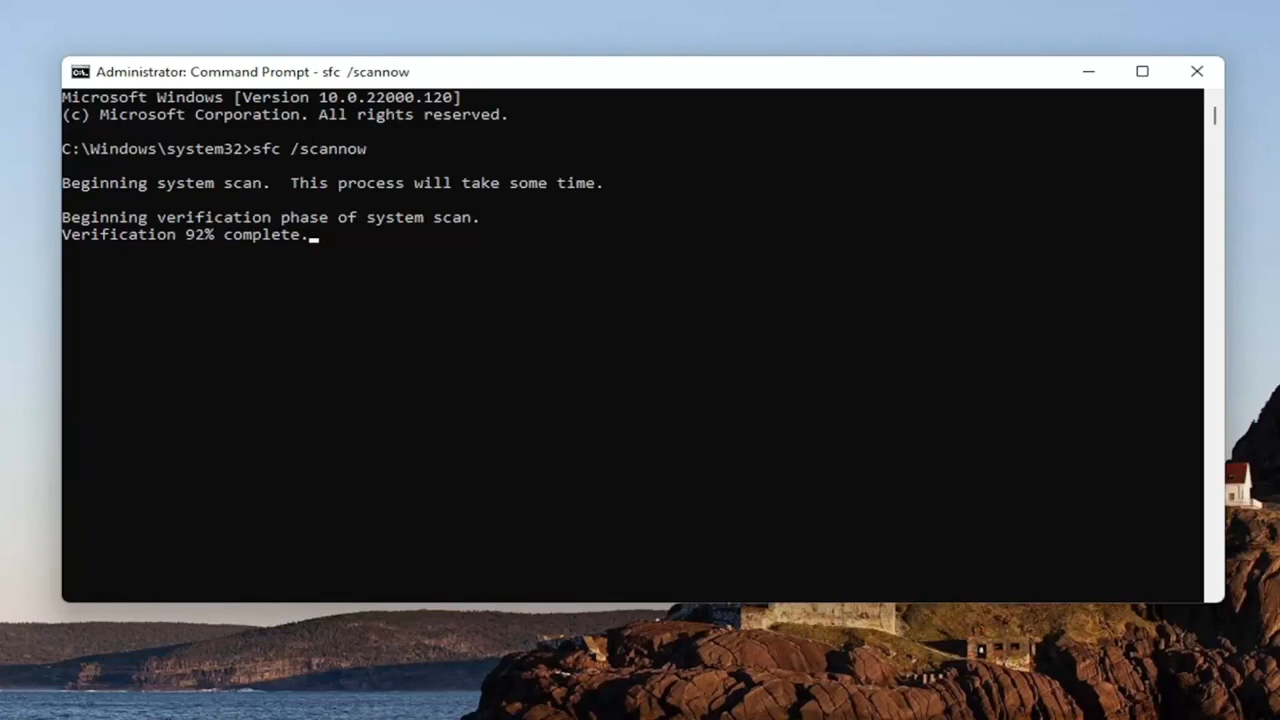 Administrator: Command Prompt - sfc  /scannow
Microsoft Windows [Version 10.0.22000.120]
(c) Microsoft Corporation. All rights reserved.
C:\Windows\system32>sfc /scannow
Beginning system scan.  This process will take some time.
Beginning verification phase of system scan.
Verification 92% complete.